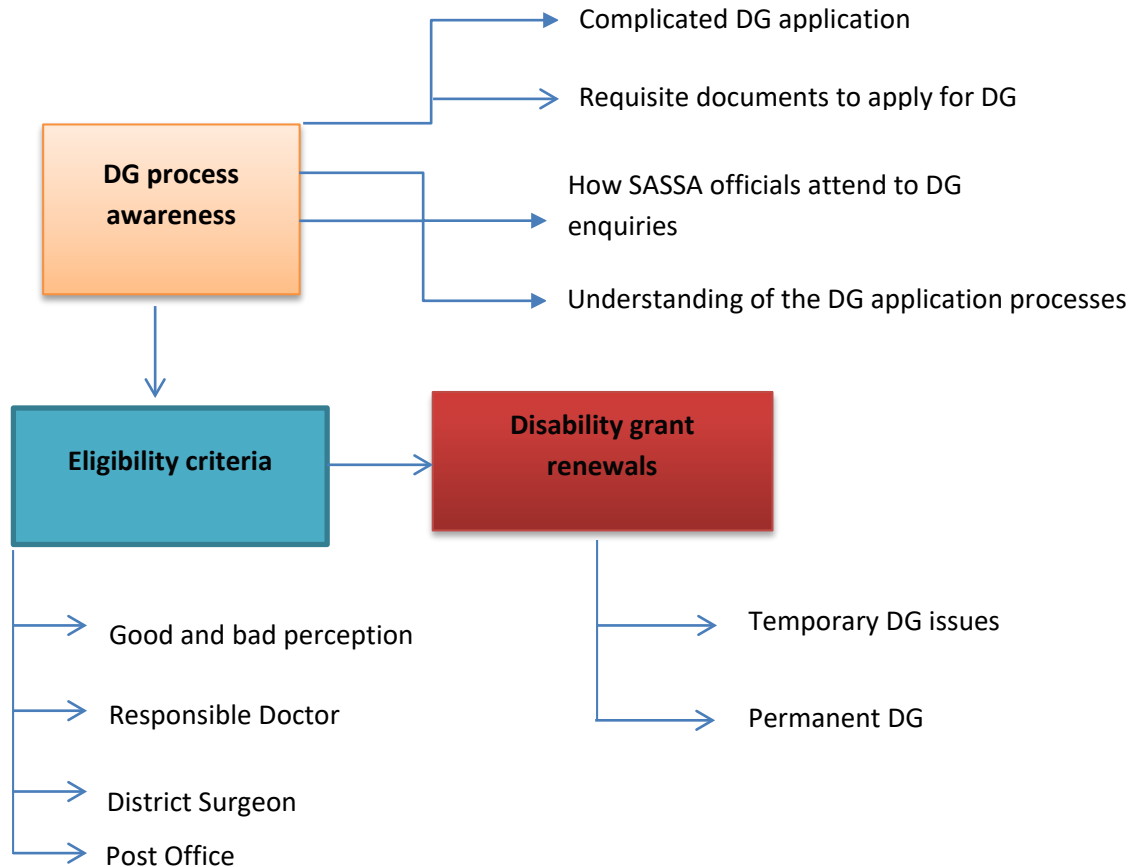 Complicated DG application
Requisite documents to apply for DG
DG process
awareness
How SASSA officials attend to DG
enquiries
Understanding of the DG application processes
Eligibility criteria
Disability grant
renewals
Good and bad perception
Responsible Doctor
District Surgeon
Post Office
Temporary DG issues
Permanent DG